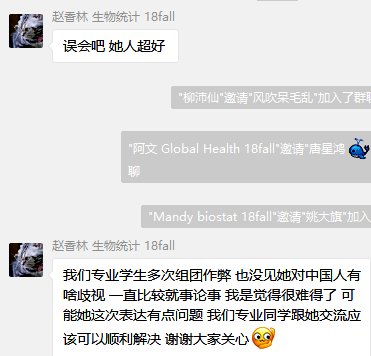 赵香林 生物统计 18fall
误会吧 她人超好
"柳沛仙"邀请"风吹呆毛乱"加入了群聊
"阿文 Global Health 18fall"邀请"唐星鸿
聊
"Mandy biostat 18fall"邀请"姚大旗"加入
赵香林 生物统计 18fall
我们专业学生多次组团作弊 也没见她对中国人有
啥歧视 一直比较就事论事 我是觉得很难得了 可
能她这次表达有点问题 我们专业同学跟她交流应
该可以顺利解决 谢谢大家关心